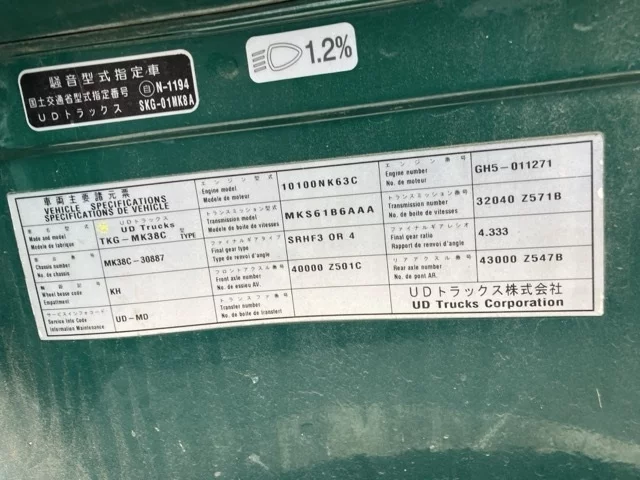 1.2%
騒音型式指定車
国土交通省型式指定番号 自N-1194
UDトラックス SKG-01MK8A
車両主要諸元票
VEHICLE SPECIFICATIONS
SPECIFICATIONS DE VEHICLE
車名型式 UDトラックス
Make and model UD Trucks
Modele de fabrique TKG-MK38C 型 TYPE
車台番号
Chassis number MK38C-30887
No. de chassis
Wheel base code KH
Empattement
サービスインフォコード
Service Info Code UD-MD
Information Maintenance
エンジン型式
Engine model 10100NK63C
Modele de moteur
トランスミッション型式
Transmission model MKS61B6AAA
Modele de boite de vitesses
ファイナルギアタイプ
Final gear type SRHF3 OR 4
Type de renvoi d'angle
フロントアクスル番号
Front axle number 40000 Z501C
No. de essieu AV.
トランスファ番号
Transfer number
No. de boite de transfert
エンジン番号
Engine number GH5-011271
No. de moteur
トランスミッション番号
Transmission number 32040 Z571B
No. de boite de vitesses
ファイナルギアレシオ
Final gear ratio 4.333
Rapport de renvoi d'angle
リアアクスル番号
Rear axle number 43000 Z547B
No. de pont AR.
UDトラックス株式会社
UD Trucks Corporation